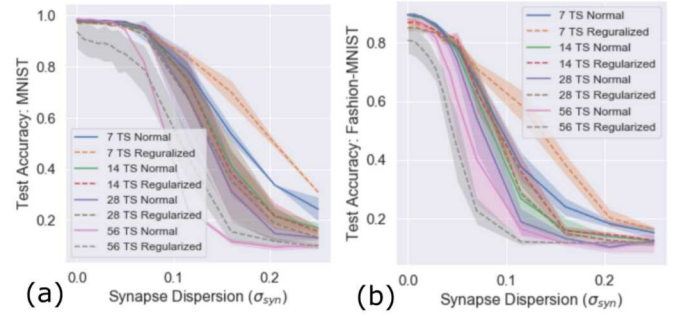 1.0
0.8
0.6
0.4
0.2
Test Accuracy: MNIST
7 TS Normal
7 TS Reguralized
14 TS Normal
14 TS Regularized
28 TS Normal
28 TS Regularized
56 TS Normal
56 TS Regularized
0.0 0.1 0.2
(a) Synapse Dispersion (σsyn)
0.8
0.6
0.4
0.2
Test Accuracy: Fashion-MNIST
7 TS Normal
7 TS Reguralized
14 TS Normal
14 TS Regularized
28 TS Normal
28 TS Regularized
56 TS Normal
56 TS Regularized
0.0 0.1 0.2
(b) Synapse Dispersion (σsyn)